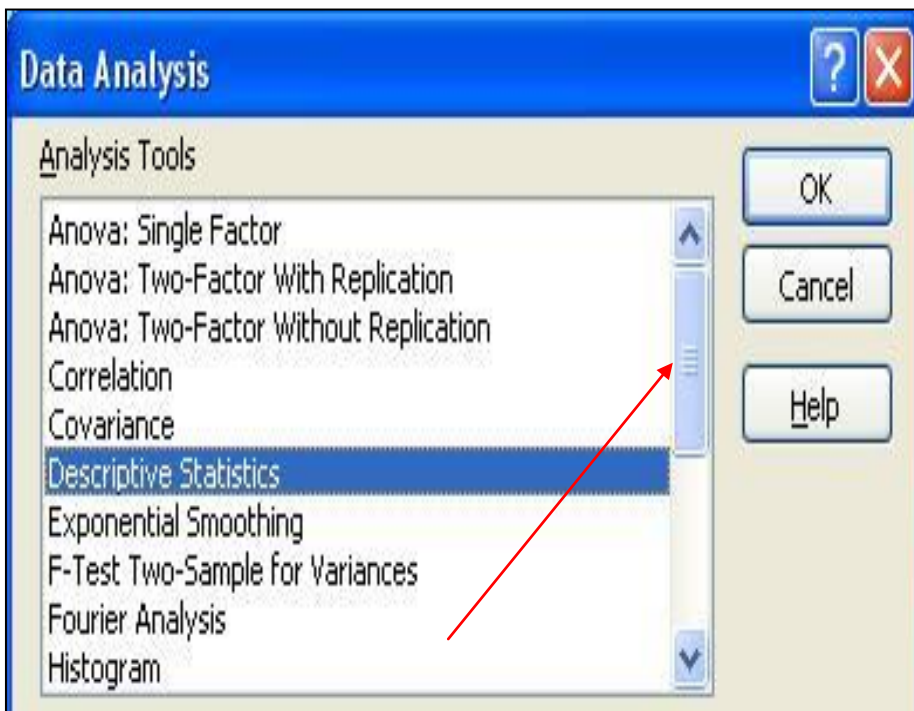 Data Analysis
Analysis Tools
Anova: Single Factor
Anova: Two-Factor With Replication
Anova: Two-Factor Without Replication
Correlation
Covariance
Descriptive Statistics
Exponential Smoothing
F-Test Two-Sample for Variances
Fourier Analysis
Histogram
OK
Cancel
Help